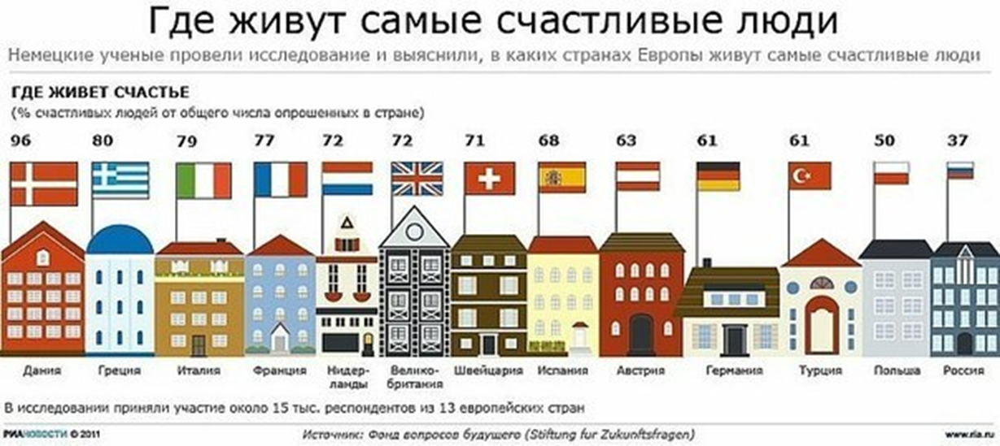 Где живут самые счастливые люди
Немецкие ученые провели исследование и выяснили, в каких странах Европы живут самые счастливые люди
ГДЕ ЖИВЕТ СЧАСТЬЕ
(% счастливых людей от общего числа опрошенных в стране)
96 80 79 77 72 72 71 68 63 61 61 50 37
Дания Греция Италия Франция Нидер- Велико- Швейцария Испания Австрия Германия Турция Польша Россия
ланды британия
В исследовании приняли участие около 15 тыс. респондентов из 13 европейских стран
РИАНОВОСТИ © 2011 Источник: Фонд вопросов будущего (Stiftung fur Zukunftsfragen) www.ria.ru